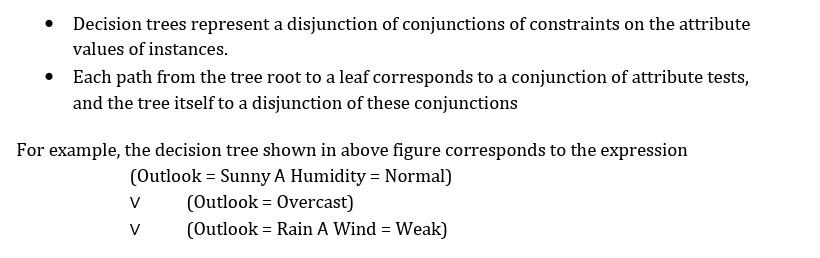 • Decision trees represent a disjunction of conjunctions of constraints on the attribute
values of instances.
• Each path from the tree root to a leaf corresponds to a conjunction of attribute tests,
and the tree itself to a disjunction of these conjunctions
For example, the decision tree shown in above figure corresponds to the expression
(Outlook = Sunny A Humidity = Normal)
V (Outlook = Overcast)
V (Outlook = Rain A Wind = Weak)